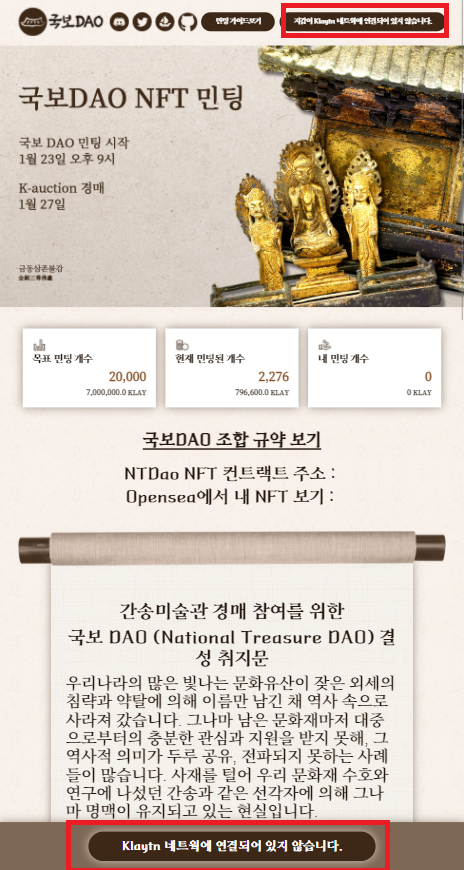 국보DAO
민팅 가이드보기
지갑이 Klaytn 네트웍에 연결되어 있지 않습니다.
국보DAO NFT 민팅
국보 DAO 민팅 시작
1월 23일 오후 9시
K-auction 경매
1월 27일
금동삼존불감
金銅三尊佛龕
목표 민팅 개수
20,000
7,000,000.0 KLAY
현재 민팅된 개수
2,276
796,600.0 KLAY
내 민팅 개수
0
0 KLAY
국보DAO 조합 규약 보기
NTDao NFT 컨트랙트 주소 :
Opensea에서 내 NFT 보기 :
간송미술관 경매 참여를 위한
국보 DAO (National Treasure DAO) 결
성 취지문
우리나라의 많은 빛나는 문화유산이 잦은 외세의
침략과 약탈에 의해 이름만 남긴 채 역사 속으로
사라져 갔습니다. 그나마 남은 문화재마저 대중
으로부터의 충분한 관심과 지원을 받지 못해, 그
역사적 의미가 두루 공유, 전파되지 못하는 사례
들이 많습니다. 사재를 털어 우리 문화재 수호와
연구에 나섰던 간송과 같은 선각자에 의해 그나
마 명맥이 유지되고 있는 현실입니다.
Klaytn 네트웍에 연결되어 있지 않습니다.